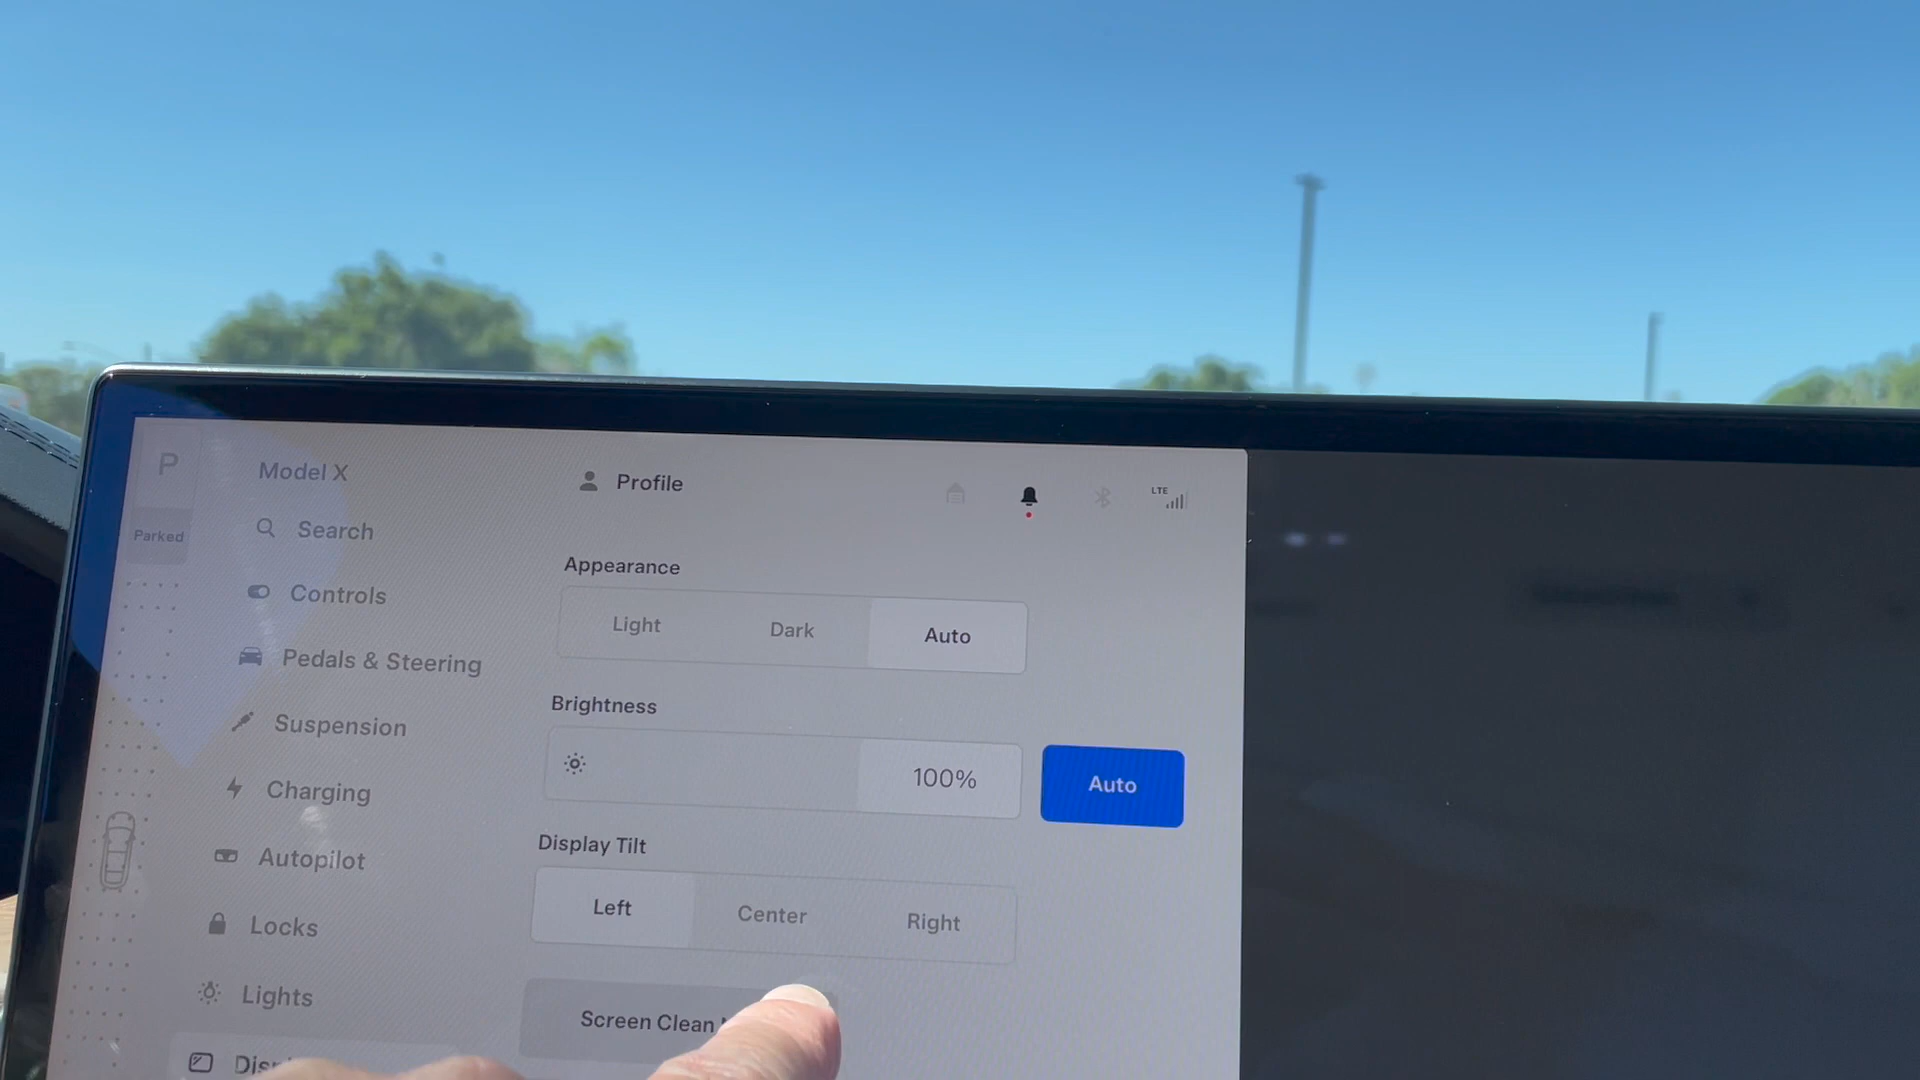 P
Parked
Model X
Search
Controls
Pedals & Steering
Suspension
Charging
Autopilot
Locks
Lights
Profile
LTE
Appearance
Light Dark Auto
Brightness
100% Auto
Display Tilt
Left Center Right
Screen Clean